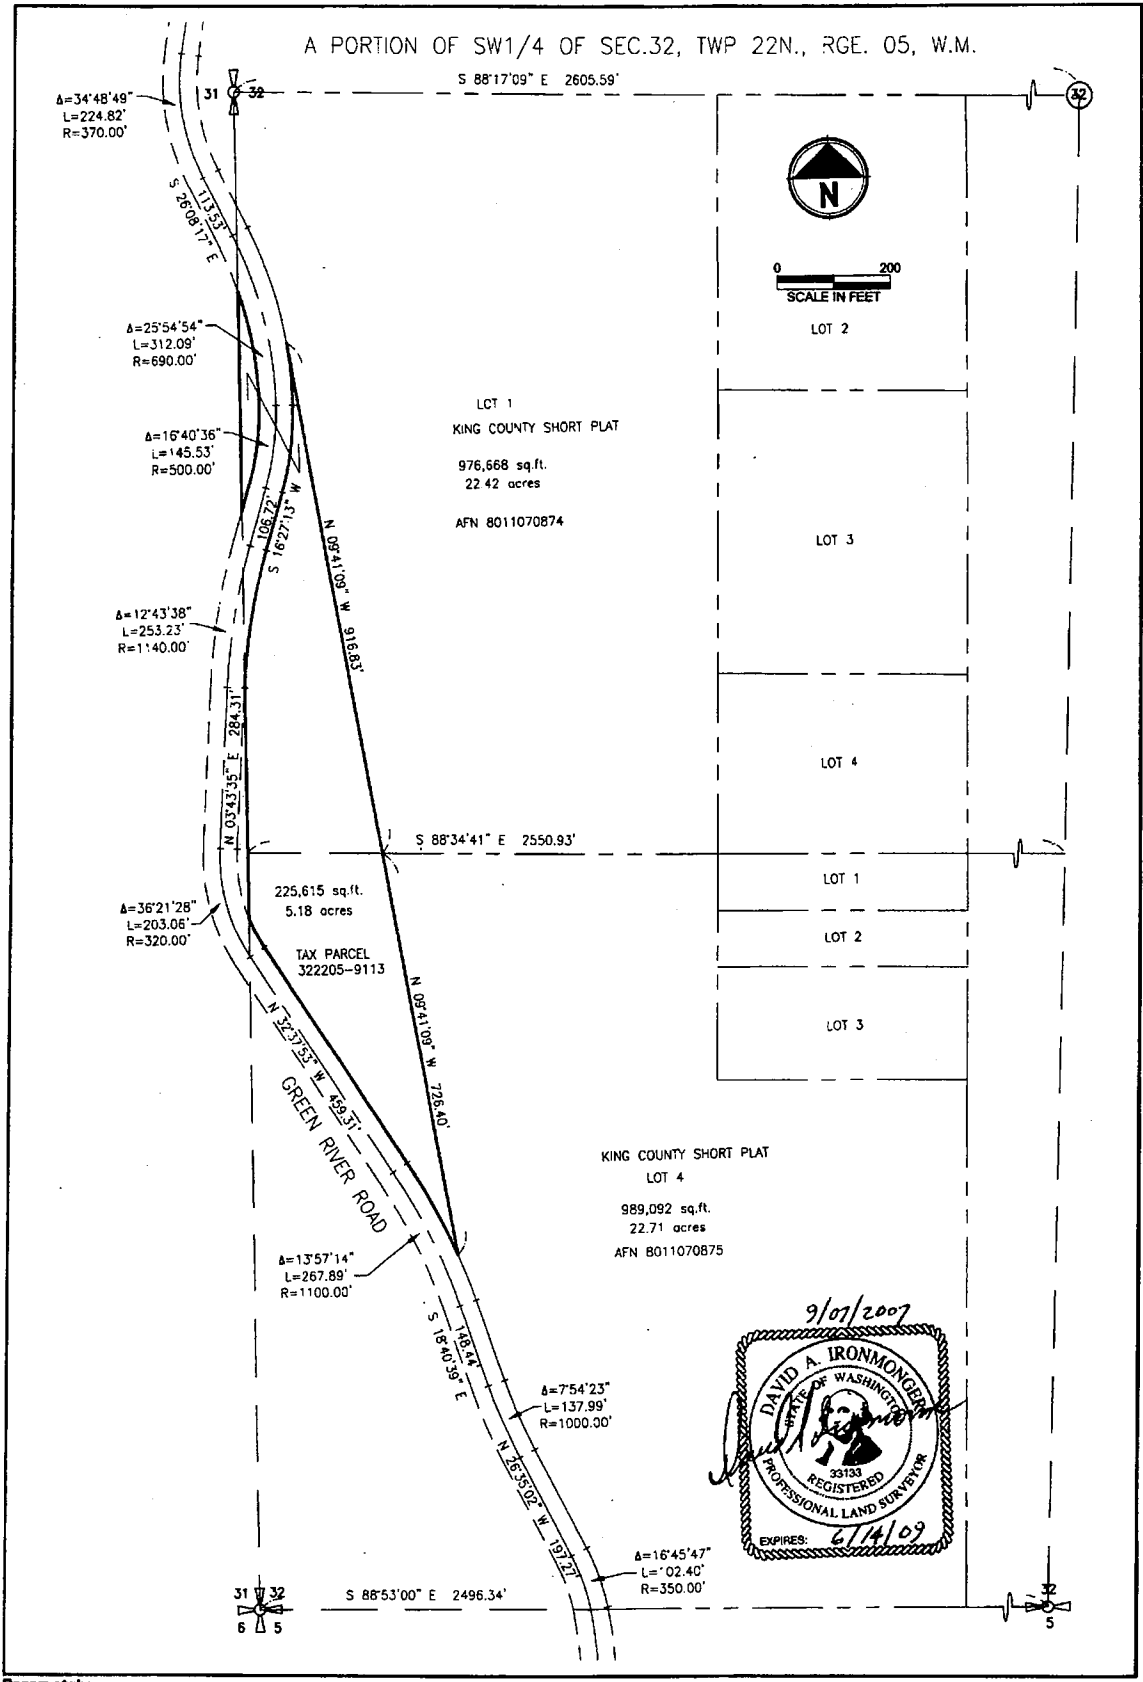 A PORTION OF SW1/4 OF SEC.32, TWP 22N., RGE. 05, W.M.
S 88°17'09" E 2605.59'
31 32
32
Δ=34°48'49"
L=224.82'
R=370.00'
113.53'
S 26°08'17" E
N
0 200
SCALE IN FEET
LOT 2
Δ=25°54'54"
L=312.09'
R=690.00'
LOT 1
KING COUNTY SHORT PLAT
976,668 sq.ft.
22.42 acres
AFN 8011070874
Δ=16°40'36"
L=145.53'
R=500.00'
106.72'
S 16°27'13" W
N 09°41'09" W 916.83'
LOT 3
Δ=12°43'38"
L=253.23'
R=1140.00'
N 03°43'35" E 284.31'
LOT 4
S 88°34'41" E 2550.93'
LOT 1
225,615 sq.ft.
5.18 acres
Δ=36°21'28"
L=203.06'
R=320.00'
LOT 2
TAX PARCEL
322205-9113
N 09°41'09" W 726.40'
LOT 3
N 32°37'53" W 459.31'
GREEN RIVER ROAD
KING COUNTY SHORT PLAT
LOT 4
989,092 sq.ft.
22.71 acres
AFN 8011070875
Δ=13°57'14"
L=267.89'
R=1100.00'
148.44'
S 18°40'39" E
9/07/2007
DAVID A. IRONMONGER
STATE OF WASHINGTON
33133
REGISTERED
PROFESSIONAL LAND SURVEYOR
EXPIRES: 6/14/09
Δ=7°54'23"
L=137.99'
R=1000.00'
N 26°35'02" W 197.27'
Δ=16°45'47"
L=102.40'
R=350.00'
31 32
S 88°53'00" E 2496.34'
6 5
32
5